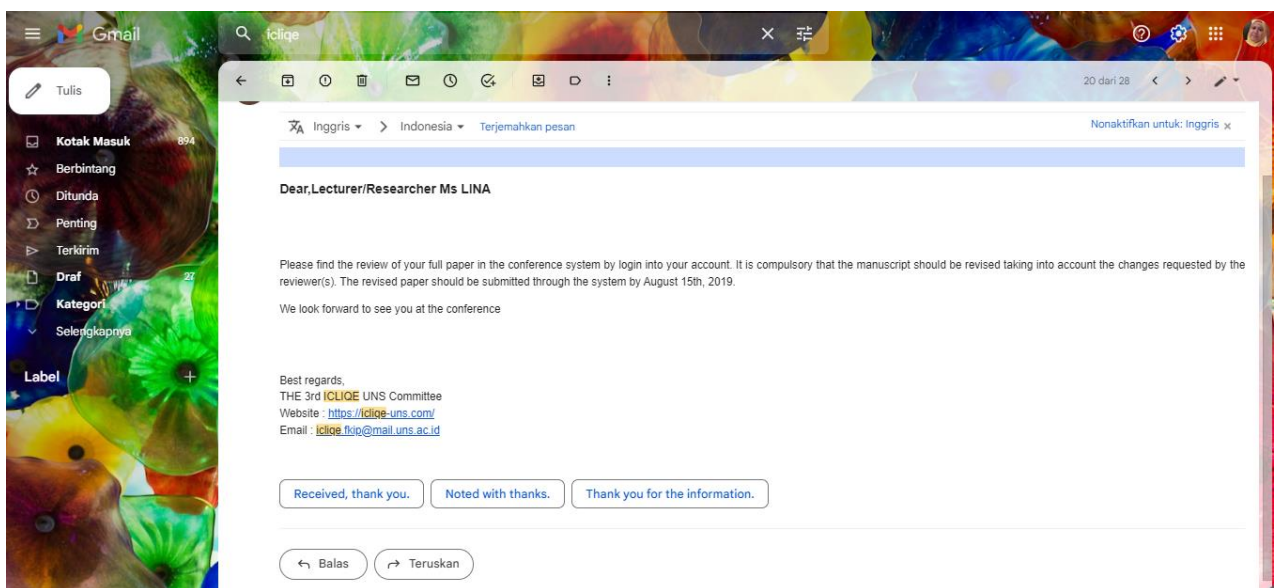 Gmail
icliqe
Tulis
20 dari 28
Inggris
Indonesia
Terjemahkan pesan
Nonaktifkan untuk: Inggris
Kotak Masuk 894
Berbintang
Ditunda
Penting
Terkirim
Draf 27
Kategori
Selengkapnya
Label
Dear,Lecturer/Researcher Ms LINA
Please find the review of your full paper in the conference system by login into your account. It is compulsory that the manuscript should be revised taking into account the changes requested by the
reviewer(s). The revised paper should be submitted through the system by August 15th, 2019.
We look forward to see you at the conference
Best regards,
THE 3rd ICLIQE UNS Committee
Website : https://icliqe-uns.com/
Email : icliqe.fkip@mail.uns.ac.id
Received, thank you.
Noted with thanks.
Thank you for the information.
Balas
Teruskan